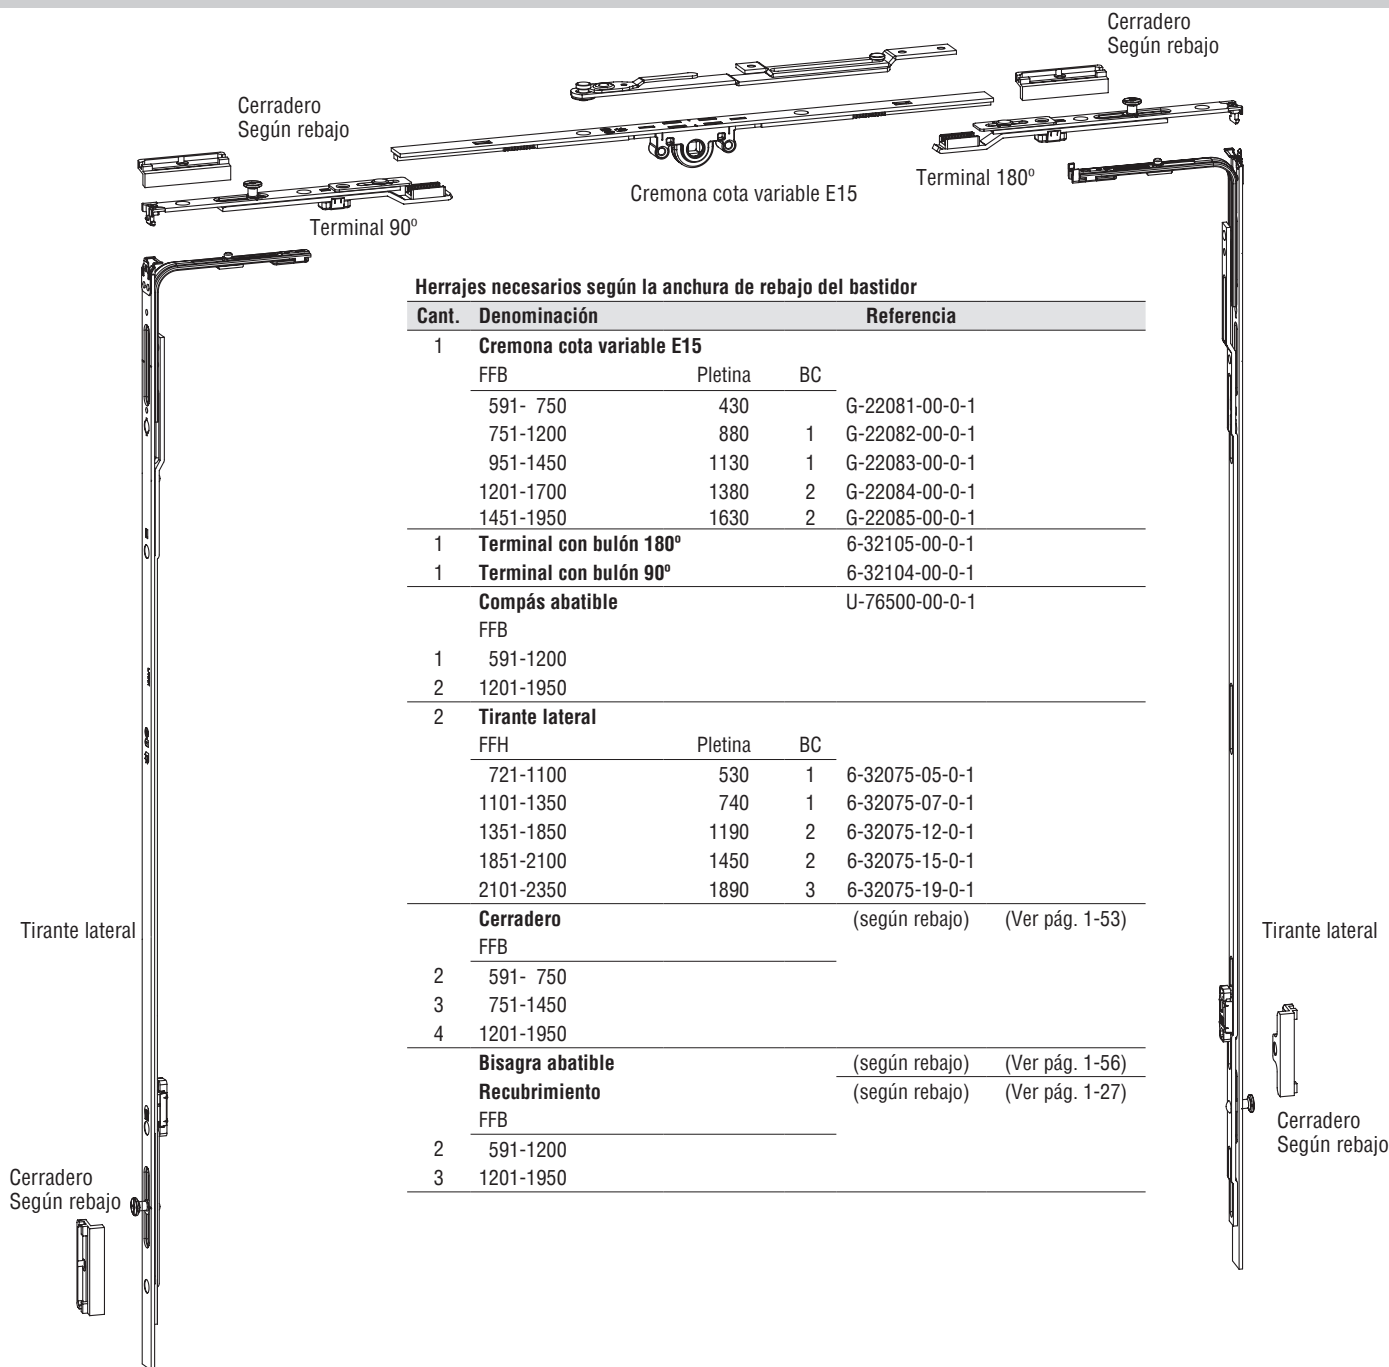 Cerradero
Según rebajo
Cerradero
Según rebajo
Terminal 180º
Cremona cota variable E15
Terminal 90º
Herrajes necesarios según la anchura de rebajo del bastidor
Cant. Denominación Referencia
1 Cremona cota variable E15
FFB Pletina BC
591- 750 430 G-22081-00-0-1
751-1200 880 1 G-22082-00-0-1
951-1450 1130 1 G-22083-00-0-1
1201-1700 1380 2 G-22084-00-0-1
1451-1950 1630 2 G-22085-00-0-1
1 Terminal con bulón 180º 6-32105-00-0-1
1 Terminal con bulón 90º 6-32104-00-0-1
Compás abatible U-76500-00-0-1
FFB
1 591-1200
2 1201-1950
2 Tirante lateral
FFH Pletina BC
721-1100 530 1 6-32075-05-0-1
1101-1350 740 1 6-32075-07-0-1
1351-1850 1190 2 6-32075-12-0-1
1851-2100 1450 2 6-32075-15-0-1
2101-2350 1890 3 6-32075-19-0-1
Cerradero (según rebajo) (Ver pág. 1-53)
FFB
2 591- 750
3 751-1450
4 1201-1950
Bisagra abatible (según rebajo) (Ver pág. 1-56)
Recubrimiento (según rebajo) (Ver pág. 1-27)
FFB
2 591-1200
3 1201-1950
Tirante lateral
Tirante lateral
Cerradero
Según rebajo
Cerradero
Según rebajo